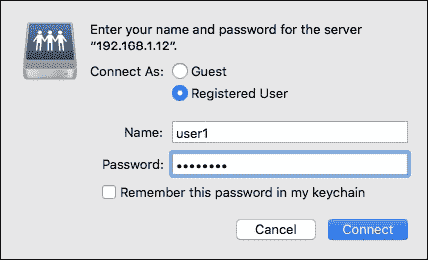 Enter your name and password for the server
“192.168.1.12”.
Connect As: Guest
Registered User
Name: user1
Password: ••••••••
Remember this password in my keychain
Cancel Connect